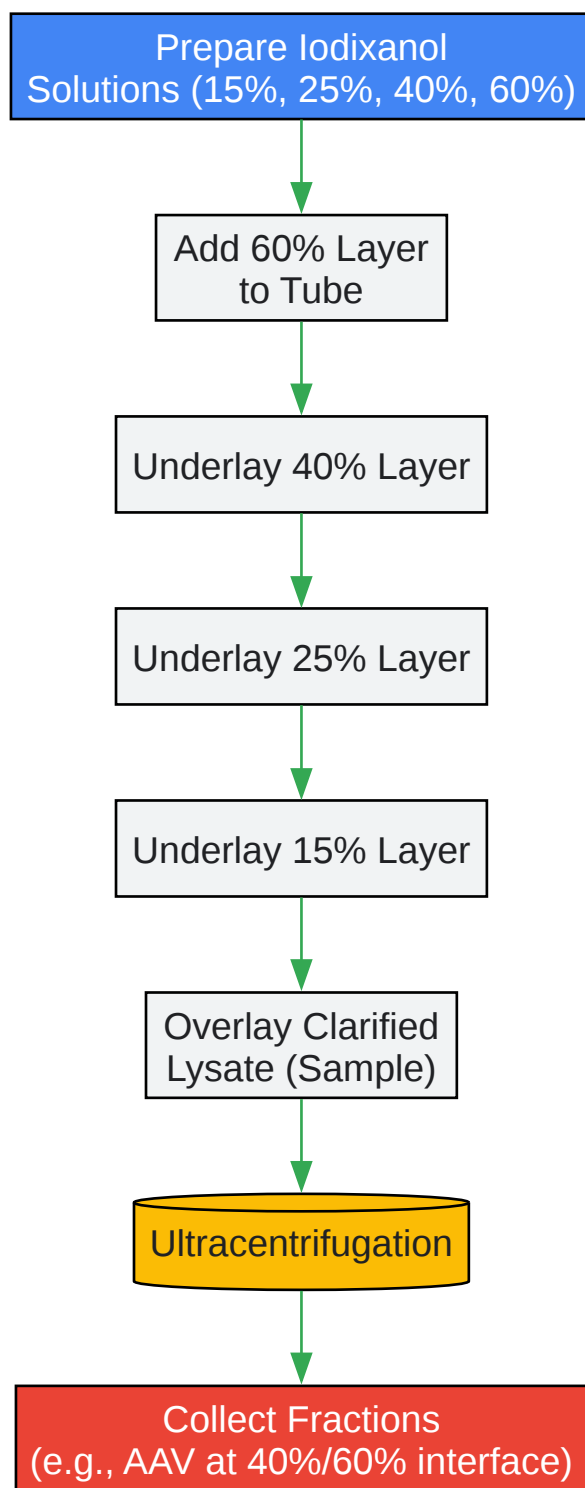 Prepare Iodixanol
Solutions (15%, 25%, 40%, 60%)
Add 60% Layer
to Tube
Underlay 40% Layer
Underlay 25% Layer
Underlay 15% Layer
Overlay Clarified
Lysate (Sample)
Ultracentrifugation
Collect Fractions
(e.g., AAV at 40%/60% interface)